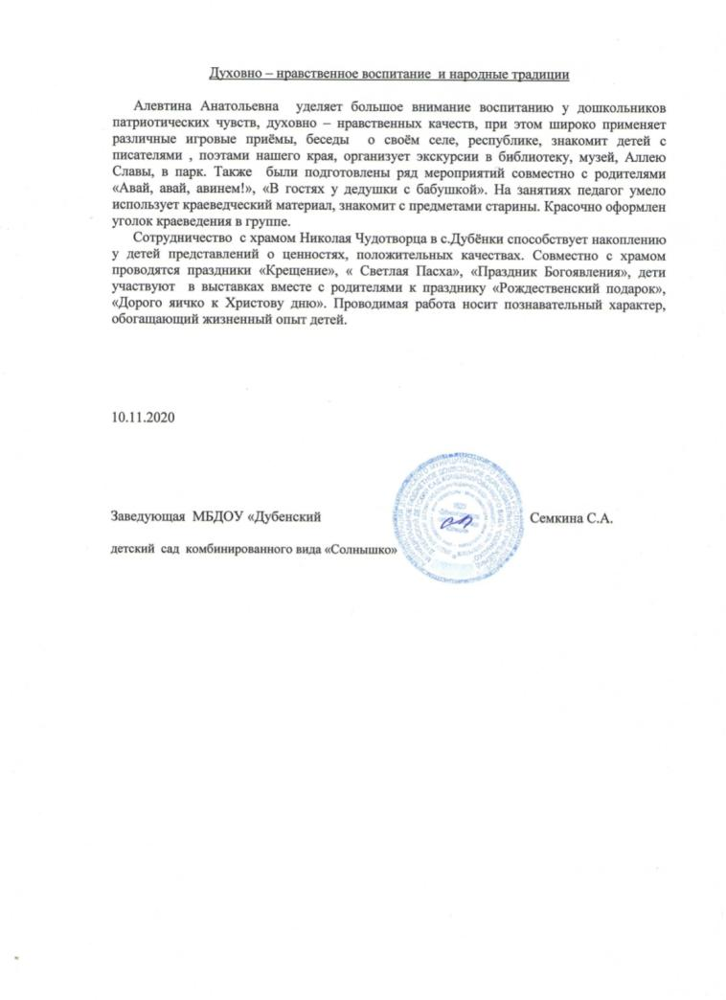 Духовно – нравственное воспитание и народные традиции
Алевтина Анатольевна уделяет большое внимание воспитанию у дошкольников
патриотических чувств, духовно – нравственных качеств, при этом широко применяет
различные игровые приёмы, беседы о своём селе, республике, знакомит детей с
писателями , поэтами нашего края, организует экскурсии в библиотеку, музей, Аллею
Славы, в парк. Также были подготовлены ряд мероприятий совместно с родителями
«Авай, авай, авинем!», «В гостях у дедушки с бабушкой». На занятиях педагог умело
использует краеведческий материал, знакомит с предметами старины. Красочно оформлен
уголок краеведения в группе.
Сотрудничество с храмом Николая Чудотворца в с.Дубёнки способствует накоплению
у детей представлений о ценностях, положительных качествах. Совместно с храмом
проводятся праздники «Крещение», « Светлая Пасха», «Праздник Богоявления», дети
участвуют в выставках вместе с родителями к празднику «Рождественский подарок»,
«Дорого яичко к Христову дню». Проводимая работа носит познавательный характер,
обогащающий жизненный опыт детей.
10.11.2020
Заведующая МБДОУ «Дубенский Семкина С.А.
детский сад комбинированного вида «Солнышко»